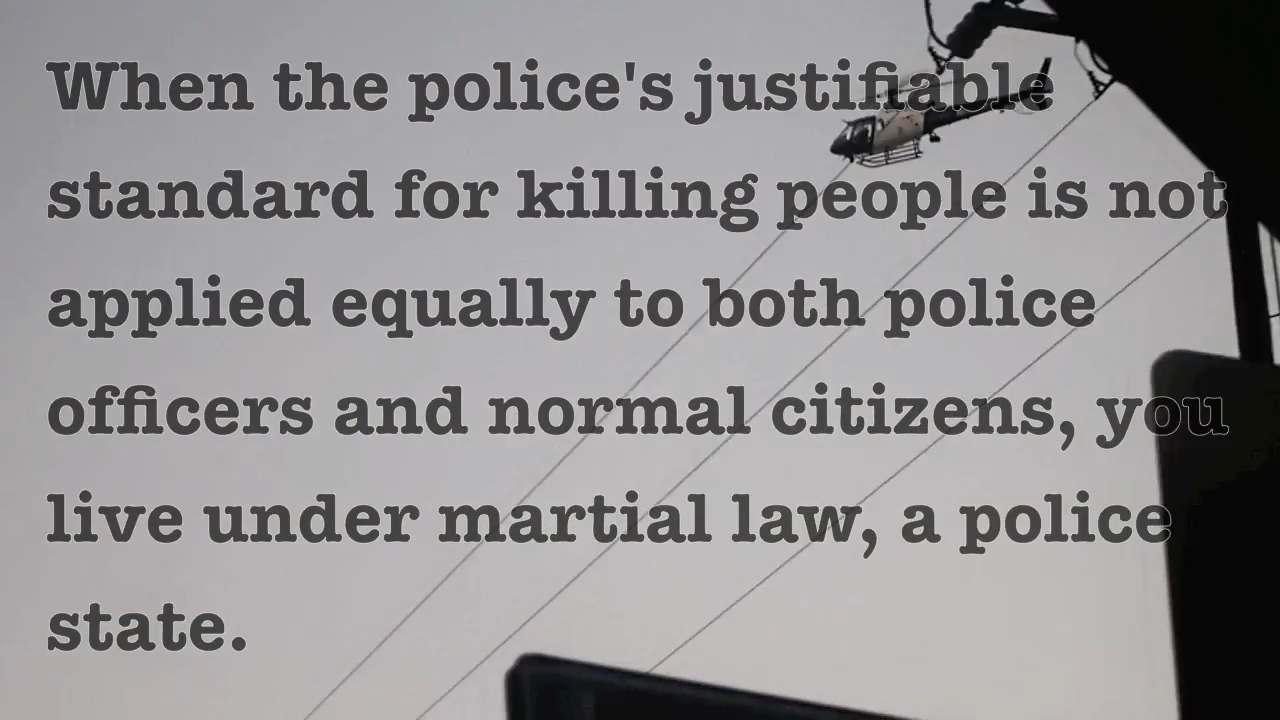 When the police's justifiable
standard for killing people is not
applied equally to both police
officers and normal citizens, you
live under martial law, a police
state.